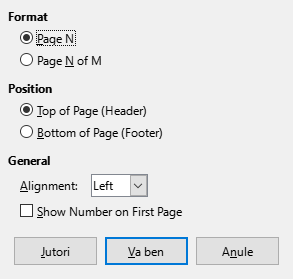 Format
Page N
Page N of M
Position
Top of Page (Header)
Bottom of Page (Footer)
General
Alignment: Left
Show Number on First Page
Jutori Va ben Anule